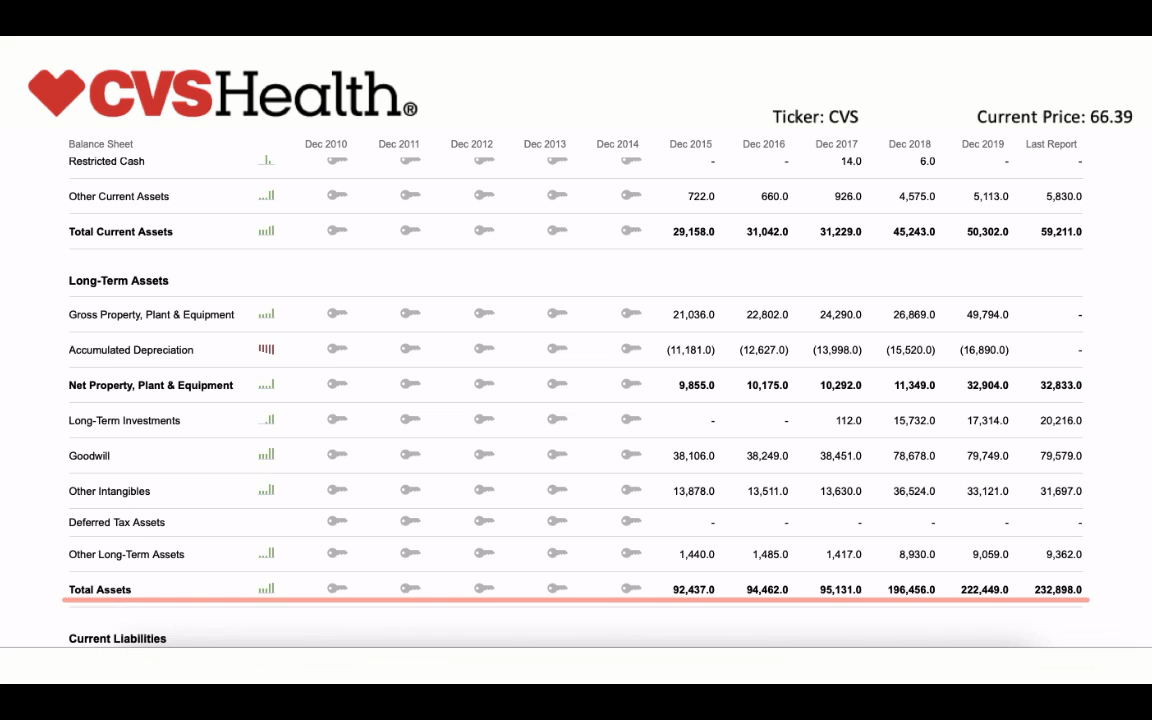 CVSHealth®
Ticker: CVS Current Price: 66.39
Balance Sheet Dec 2010 Dec 2011 Dec 2012 Dec 2013 Dec 2014 Dec 2015 Dec 2016 Dec 2017 Dec 2018 Dec 2019 Last Report
Restricted Cash - - 14.0 6.0 - -
Other Current Assets 722.0 660.0 926.0 4,575.0 5,113.0 5,830.0
Total Current Assets 29,158.0 31,042.0 31,229.0 45,243.0 50,302.0 59,211.0
Long-Term Assets
Gross Property, Plant & Equipment 21,036.0 22,802.0 24,290.0 26,869.0 49,794.0 -
Accumulated Depreciation (11,181.0) (12,627.0) (13,998.0) (15,520.0) (16,890.0) -
Net Property, Plant & Equipment 9,855.0 10,175.0 10,292.0 11,349.0 32,904.0 32,833.0
Long-Term Investments - - 112.0 15,732.0 17,314.0 20,216.0
Goodwill 38,106.0 38,249.0 38,451.0 78,678.0 79,749.0 79,579.0
Other Intangibles 13,878.0 13,511.0 13,630.0 36,524.0 33,121.0 31,697.0
Deferred Tax Assets - - - - - -
Other Long-Term Assets 1,440.0 1,485.0 1,417.0 8,930.0 9,059.0 9,362.0
Total Assets 92,437.0 94,462.0 95,131.0 196,456.0 222,449.0 232,898.0
Current Liabilities